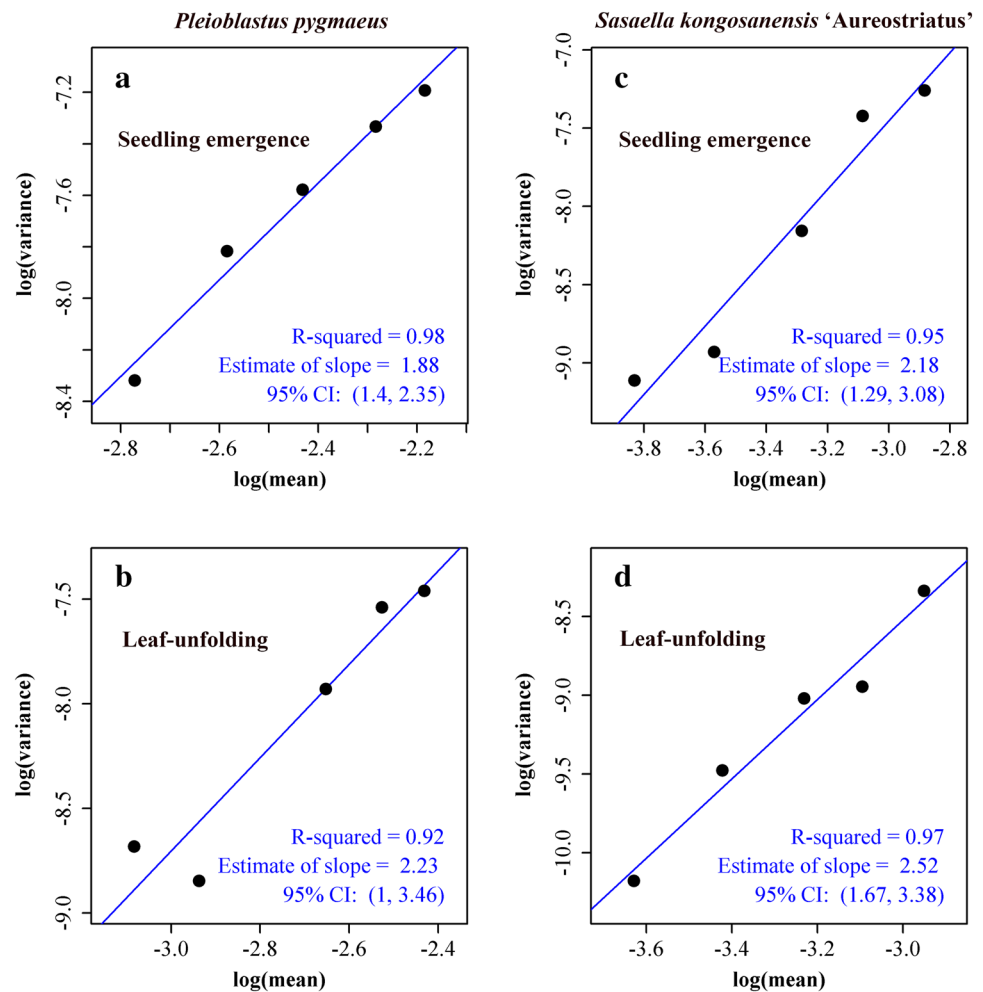 Pleioblastus pygmaeus
Sasaella kongosanensis ‘Aureostriatus’
a
Seedling emergence
R-squared = 0.98
Estimate of slope = 1.88
95% CI: (1.4, 2.35)
log(variance)
-7.2
-7.6
-8.0
-8.4
-2.8 -2.6 -2.4 -2.2
log(mean)
c
Seedling emergence
R-squared = 0.95
Estimate of slope = 2.18
95% CI: (1.29, 3.08)
log(variance)
-7.0
-7.5
-8.0
-8.5
-9.0
-3.8 -3.6 -3.4 -3.2 -3.0 -2.8
log(mean)
b
Leaf-unfolding
R-squared = 0.92
Estimate of slope = 2.23
95% CI: (1, 3.46)
log(variance)
-7.5
-8.0
-8.5
-9.0
-3.0 -2.8 -2.6 -2.4
log(mean)
d
Leaf-unfolding
R-squared = 0.97
Estimate of slope = 2.52
95% CI: (1.67, 3.38)
log(variance)
-8.5
-9.0
-9.5
-10.0
-3.6 -3.4 -3.2 -3.0
log(mean)